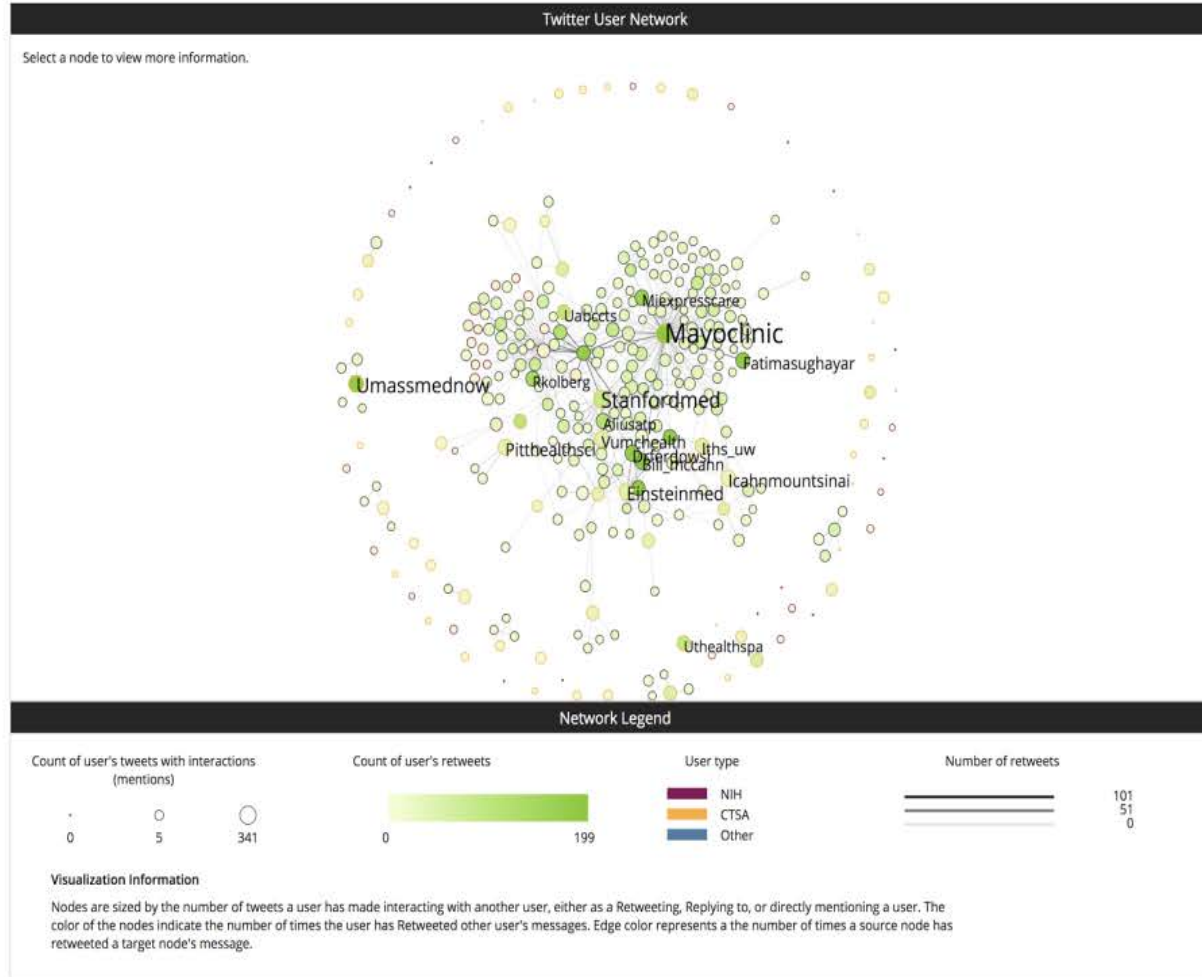 Twitter User Network
Select a node to view more information.
Miexpresscare
Uabccts
Mayoclinic
Fatimasughayar
Umassmednow
Rkolberg
Stanfordmed
Aliusatp
Vumchealth
Pitthealthsci
Iths_uw
Drferdowsi
Bill_mccann
Icahnmountsinai
Einsteinmed
Uthealthspa
Network Legend
Count of user's tweets with interactions
(mentions)
0 5 341
Count of user's retweets
0 199
User type
NIH
CTSA
Other
Number of retweets
101
51
0
Visualization Information
Nodes are sized by the number of tweets a user has made interacting with another user, either as a Retweeting, Replying to, or directly mentioning a user. The
color of the nodes indicate the number of times the user has Retweeted other user's messages. Edge color represents a the number of times a source node has
retweeted a target node's message.